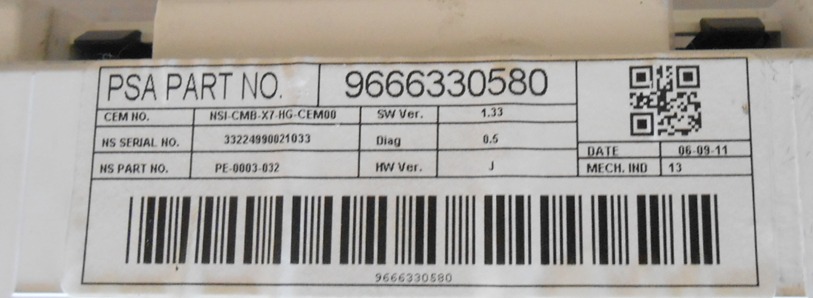 PSA PART NO. 9666330580
CEM NO. NSI-CMB-X7-HG-CEM00 SW Ver. 1.33
NS SERIAL NO. 33224990021033 Diag 0.5
NS PART NO. PE-0003-032 HW Ver. J
DATE 06-09-11
MECH. IND 13
9666330580